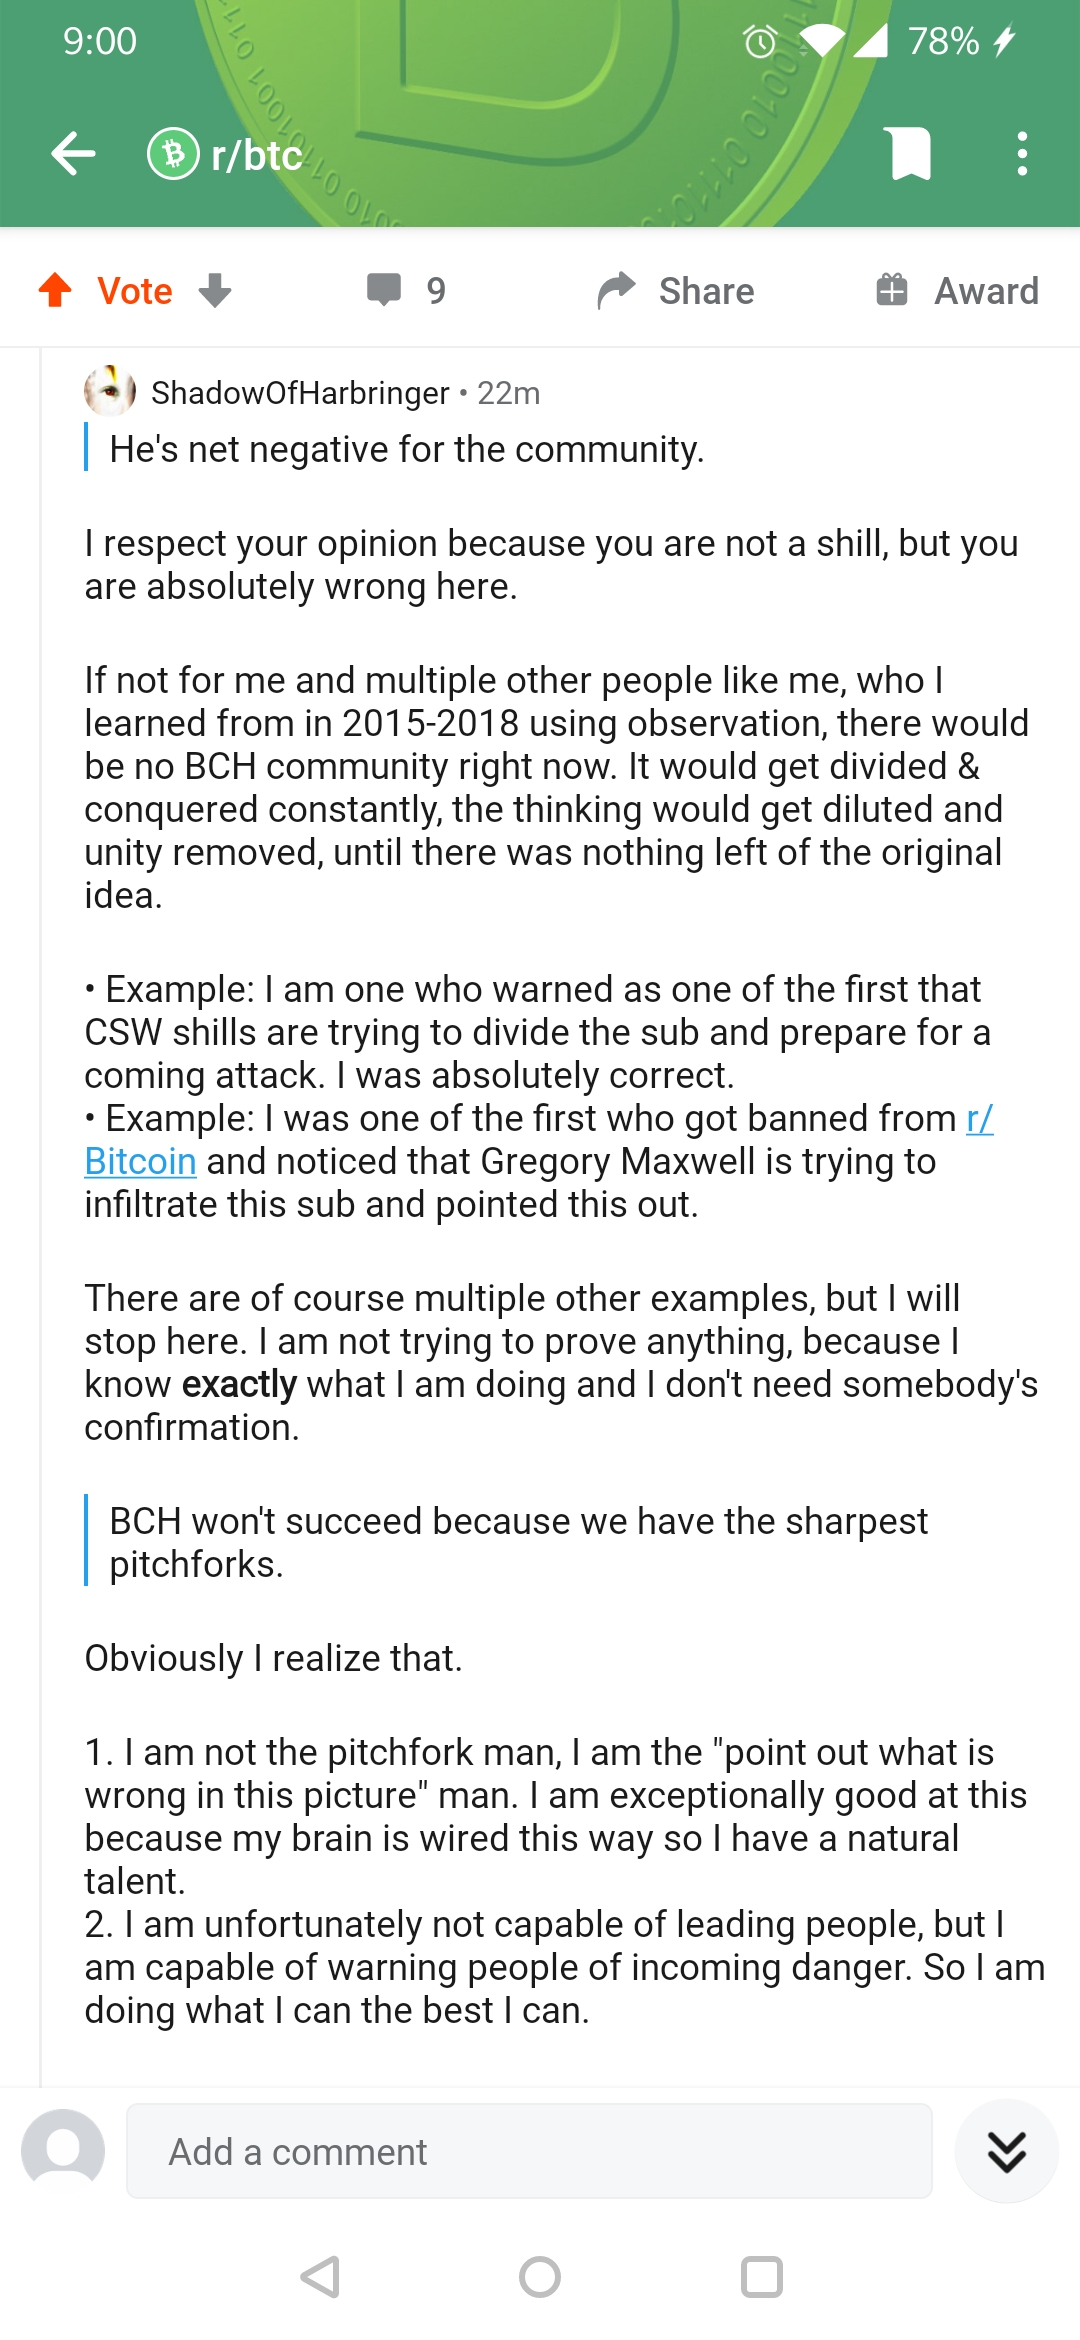 9:00
78%
r/btc
Vote
9
Share
Award
ShadowOfHarbringer • 22m
He's net negative for the community.
I respect your opinion because you are not a shill, but you
are absolutely wrong here.
If not for me and multiple other people like me, who I
learned from in 2015-2018 using observation, there would
be no BCH community right now. It would get divided &
conquered constantly, the thinking would get diluted and
unity removed, until there was nothing left of the original
idea.
• Example: I am one who warned as one of the first that
CSW shills are trying to divide the sub and prepare for a
coming attack. I was absolutely correct.
• Example: I was one of the first who got banned from r/
Bitcoin and noticed that Gregory Maxwell is trying to
infiltrate this sub and pointed this out.
There are of course multiple other examples, but I will
stop here. I am not trying to prove anything, because I
know exactly what I am doing and I don't need somebody's
confirmation.
BCH won't succeed because we have the sharpest
pitchforks.
Obviously I realize that.
1. I am not the pitchfork man, I am the "point out what is
wrong in this picture" man. I am exceptionally good at this
because my brain is wired this way so I have a natural
talent.
2. I am unfortunately not capable of leading people, but I
am capable of warning people of incoming danger. So I am
doing what I can the best I can.
Add a comment